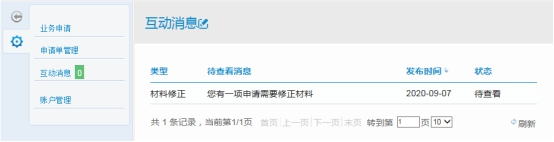 业务申请
申请单管理
互动消息 0
账户管理
互动消息
类型 待查看消息 发布时间 状态
材料修正 您有一项申请需要修正材料 2020-09-07 待查看
共 1 条记录，当前第1/1页 首页|上一页|下一页|末页 转到第 1 页 10 刷新